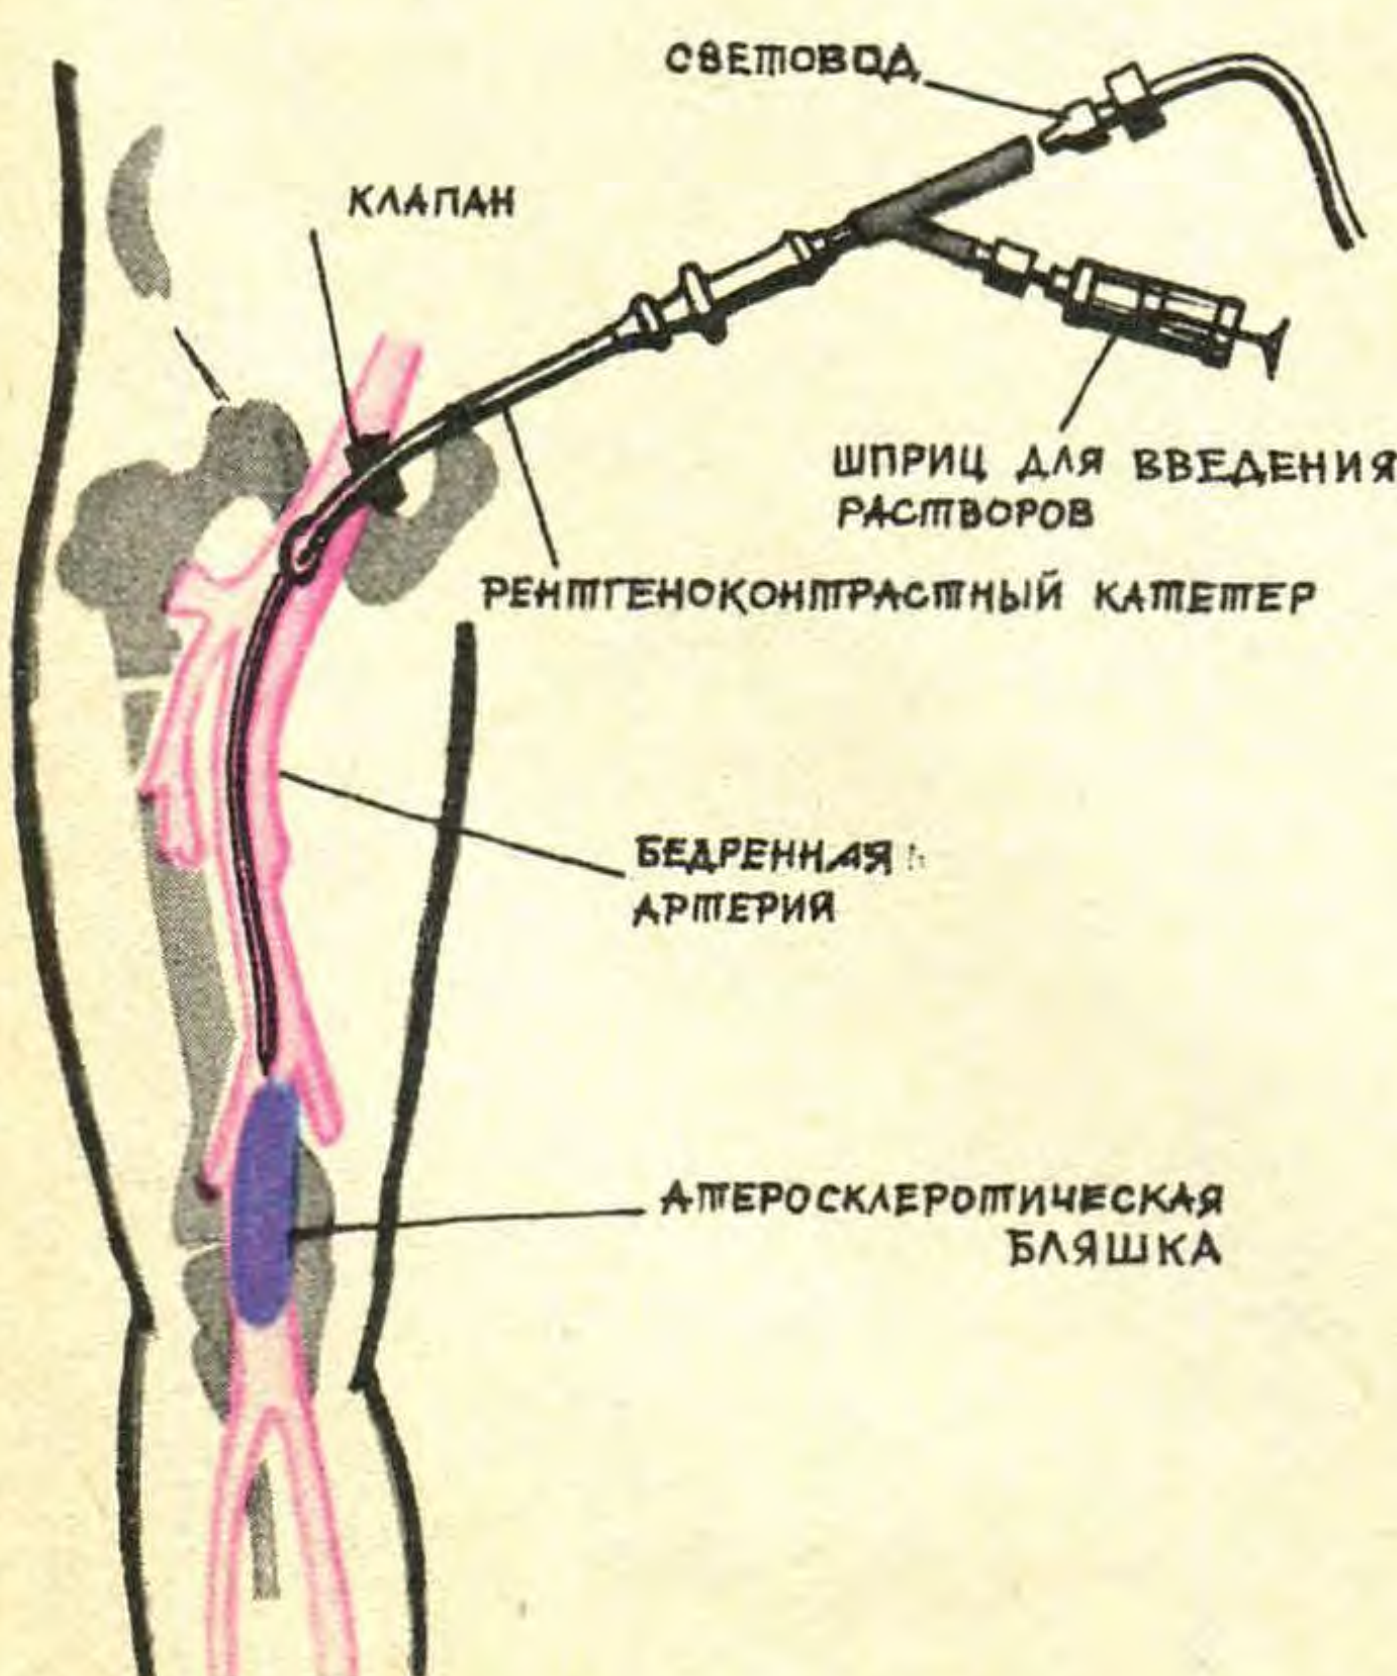 СВЕТОВОД
КЛАПАН
ШПРИЦ ДЛЯ ВВЕДЕНИЯ
РАСТВОРОВ
РЕНТГЕНОКОНТРАСТНЫЙ КАТЕТЕР
БЕДРЕННАЯ
АРТЕРИЯ
АТЕРОСКЛЕРОТИЧЕСКАЯ
БЛЯШКА